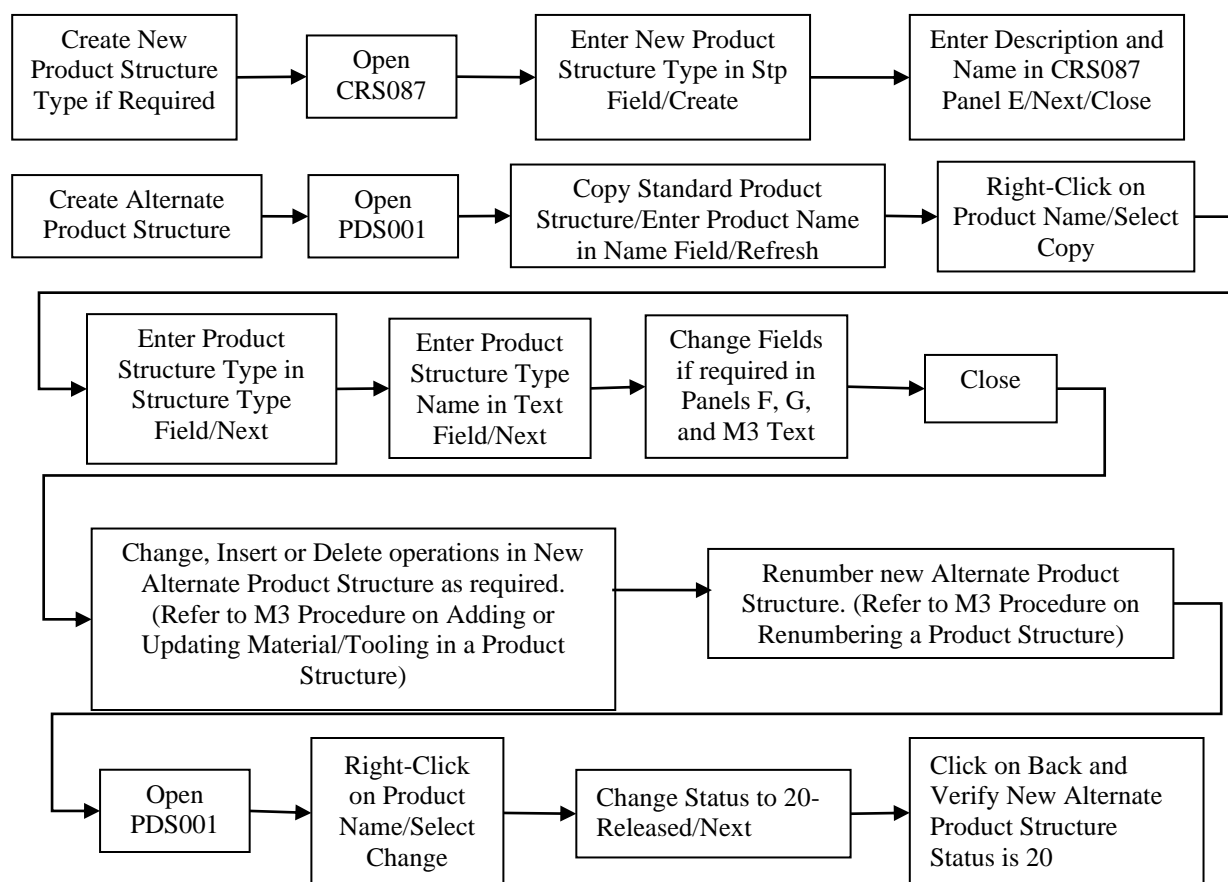 Create New
Product Structure
Type if Required
Open
CRS087
Enter New Product
Structure Type in Stp
Field/Create
Enter Description and
Name in CRS087
Panel E/Next/Close
Create Alternate
Product Structure
Open
PDS001
Copy Standard Product
Structure/Enter Product Name
in Name Field/Refresh
Right-Click on
Product Name/Select
Copy
Enter Product
Structure Type in
Structure Type
Field/Next
Enter Product
Structure Type
Name in Text
Field/Next
Change Fields
if required in
Panels F, G,
and M3 Text
Close
Change, Insert or Delete operations in New
Alternate Product Structure as required.
(Refer to M3 Procedure on Adding or
Updating Material/Tooling in a Product
Structure)
Renumber new Alternate Product
Structure. (Refer to M3 Procedure on
Renumbering a Product Structure)
Open
PDS001
Right-Click
on Product
Name/Select
Change
Change Status to 20-
Released/Next
Click on Back and
Verify New Alternate
Product Structure
Status is 20